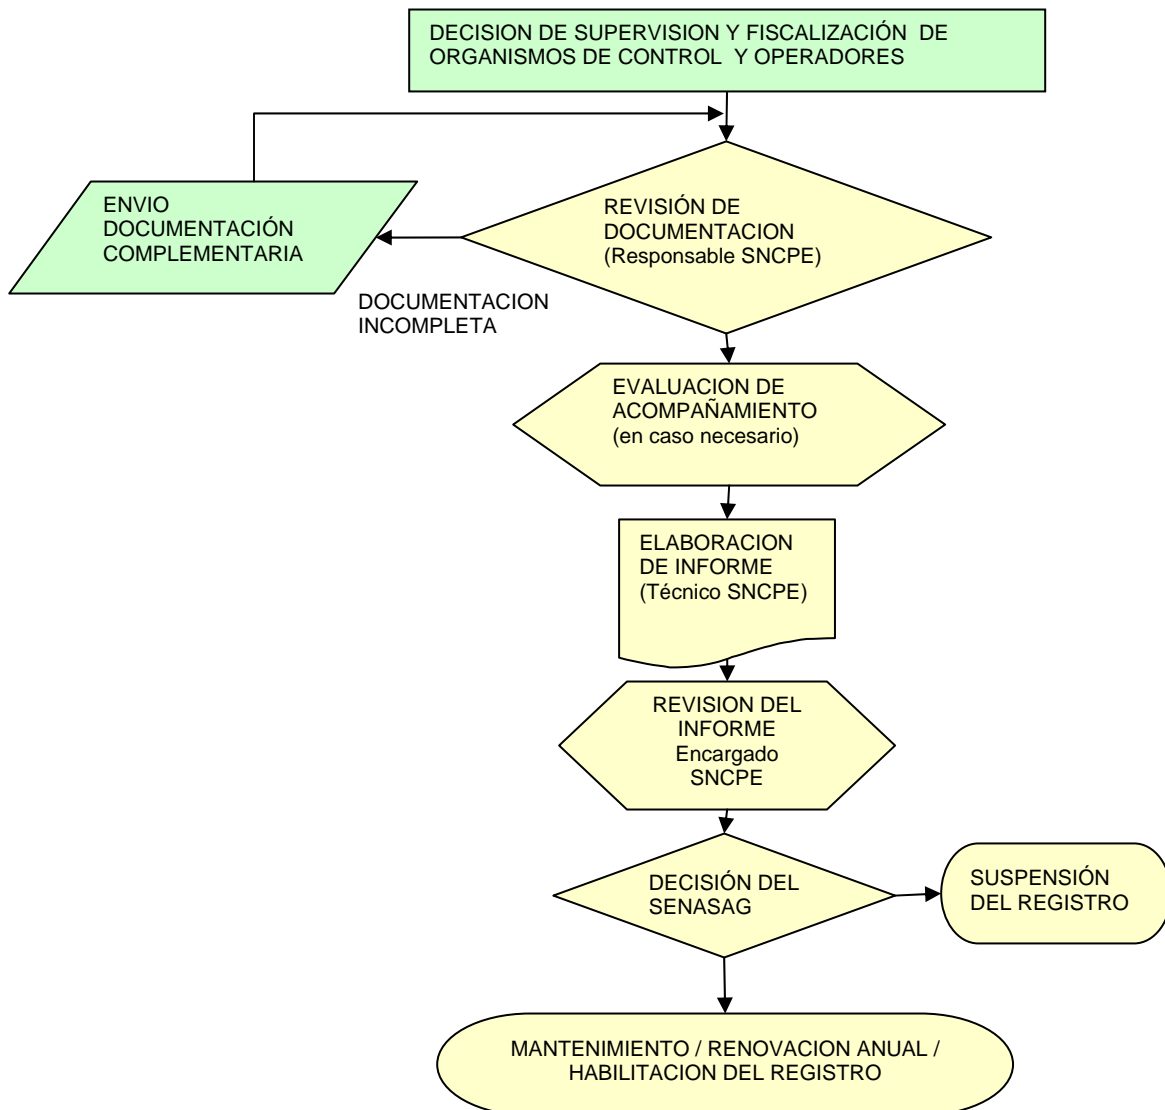 DECISION DE SUPERVISION Y FISCALIZACIÓN DE
ORGANISMOS DE CONTROL Y OPERADORES
ENVIO
DOCUMENTACIÓN
COMPLEMENTARIA
REVISIÓN DE
DOCUMENTACION
(Responsable SNCPE)
DOCUMENTACION
INCOMPLETA
EVALUACION DE
ACOMPAÑAMIENTO
(en caso necesario)
ELABORACION
DE INFORME
(Técnico SNCPE)
REVISION DEL
INFORME
Encargado
SNCPE
DECISIÓN DEL
SENASAG
SUSPENSIÓN
DEL REGISTRO
MANTENIMIENTO / RENOVACION ANUAL /
HABILITACION DEL REGISTRO